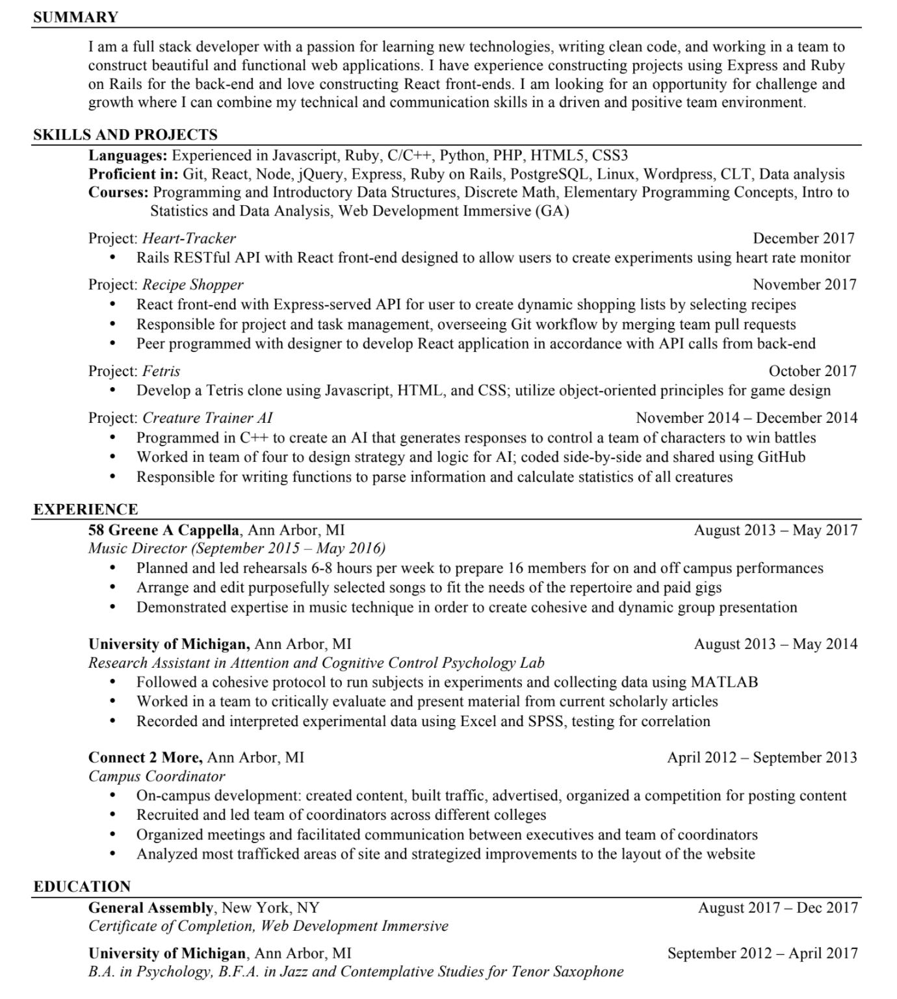 SUMMARY
I am a full stack developer with a passion for learning new technologies, writing clean code, and working in a team to
construct beautiful and functional web applications. I have experience constructing projects using Express and Ruby
on Rails for the back-end and love constructing React front-ends. I am looking for an opportunity for challenge and
growth where I can combine my technical and communication skills in a driven and positive team environment.
SKILLS AND PROJECTS
Languages: Experienced in Javascript, Ruby, C/C++, Python, PHP, HTML5, CSS3
Proficient in: Git, React, Node, jQuery, Express, Ruby on Rails, PostgreSQL, Linux, Wordpress, CLT, Data analysis
Courses: Programming and Introductory Data Structures, Discrete Math, Elementary Programming Concepts, Intro to
Statistics and Data Analysis, Web Development Immersive (GA)
Project: Heart-Tracker December 2017
• Rails RESTful API with React front-end designed to allow users to create experiments using heart rate monitor
Project: Recipe Shopper November 2017
• React front-end with Express-served API for user to create dynamic shopping lists by selecting recipes
• Responsible for project and task management, overseeing Git workflow by merging team pull requests
• Peer programmed with designer to develop React application in accordance with API calls from back-end
Project: Fetris October 2017
• Develop a Tetris clone using Javascript, HTML, and CSS; utilize object-oriented principles for game design
Project: Creature Trainer AI November 2014 – December 2014
• Programmed in C++ to create an AI that generates responses to control a team of characters to win battles
• Worked in team of four to design strategy and logic for AI; coded side-by-side and shared using GitHub
• Responsible for writing functions to parse information and calculate statistics of all creatures
EXPERIENCE
58 Greene A Cappella, Ann Arbor, MI August 2013 – May 2017
Music Director (September 2015 – May 2016)
• Planned and led rehearsals 6-8 hours per week to prepare 16 members for on and off campus performances
• Arrange and edit purposefully selected songs to fit the needs of the repertoire and paid gigs
• Demonstrated expertise in music technique in order to create cohesive and dynamic group presentation
University of Michigan, Ann Arbor, MI August 2013 – May 2014
Research Assistant in Attention and Cognitive Control Psychology Lab
• Followed a cohesive protocol to run subjects in experiments and collecting data using MATLAB
• Worked in a team to critically evaluate and present material from current scholarly articles
• Recorded and interpreted experimental data using Excel and SPSS, testing for correlation
Connect 2 More, Ann Arbor, MI April 2012 – September 2013
Campus Coordinator
• On-campus development: created content, built traffic, advertised, organized a competition for posting content
• Recruited and led team of coordinators across different colleges
• Organized meetings and facilitated communication between executives and team of coordinators
• Analyzed most trafficked areas of site and strategized improvements to the layout of the website
EDUCATION
General Assembly, New York, NY August 2017 – Dec 2017
Certificate of Completion, Web Development Immersive
University of Michigan, Ann Arbor, MI September 2012 – April 2017
B.A. in Psychology, B.F.A. in Jazz and Contemplative Studies for Tenor Saxophone